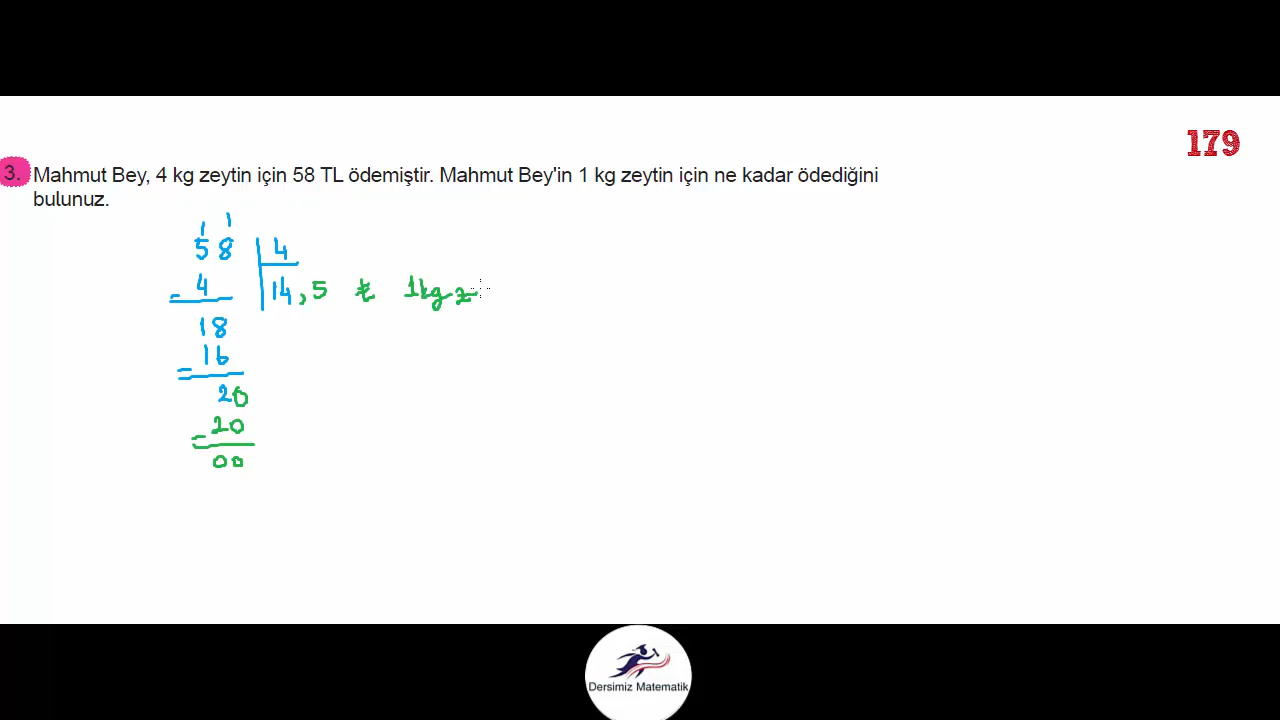 179
3. Mahmut Bey, 4 kg zeytin için 58 TL ödemiştir. Mahmut Bey'in 1 kg zeytin için ne kadar ödediğini
bulunuz.
58 4
4 14,5 ₺ 1kg z
18
16
20
20
00
Dersimiz Matematik